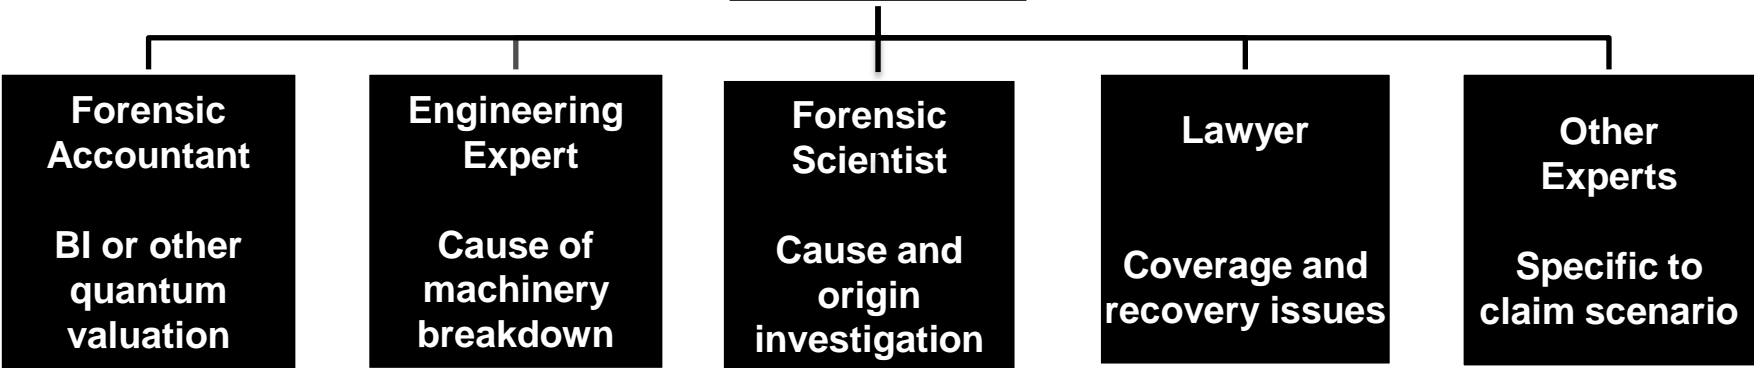 Forensic
Accountant
BI or other
quantum
valuation
Engineering
Expert
Cause of
machinery
breakdown
Forensic
Scientist
Cause and
origin
investigation
Lawyer
Coverage and
recovery issues
Other
Experts
Specific to
claim scenario